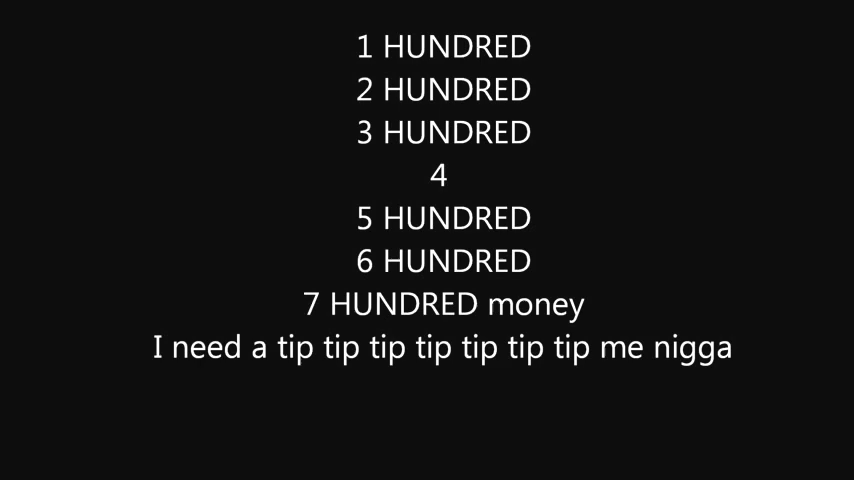 1 HUNDRED
2 HUNDRED
3 HUNDRED
4
5 HUNDRED
6 HUNDRED
7 HUNDRED money
I need a tip tip tip tip tip tip tip me nigga